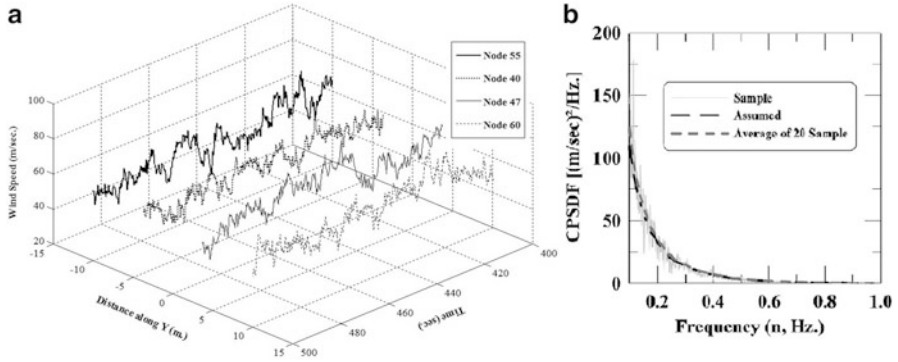 a
Node 55
Node 40
Node 47
Node 60
Wind Speed (m/sec.)
100
80
60
40
20
-15
-10
-5
0
5
10
15
Distance along Y (m.)
500
480
460
440
420
400
Time (sec.)
b
CPSDF [(m/sec)²/Hz.]
200
150
100
50
0
Sample
Assumed
Average of 20 Sample
0.2
0.4
0.6
0.8
1.0
Frequency (n, Hz.)